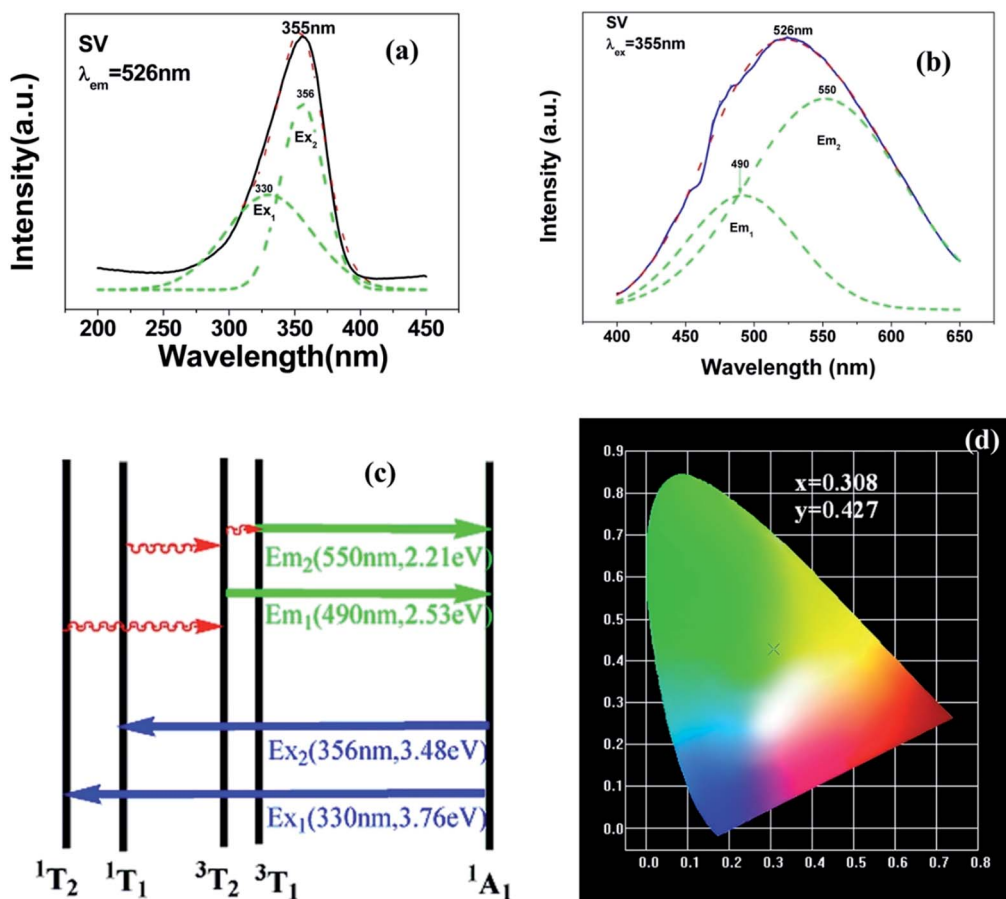 SV
λem=526nm
355nm
(a)
356
Ex2
330
Ex1
Intensity(a.u.)
200 250 300 350 400 450
Wavelength(nm)
SV
λex=355nm
526nm
(b)
550
Em2
490
Em1
Intensity (a.u.)
400 450 500 550 600 650
Wavelength (nm)
(c)
Em2(550nm,2.21eV)
Em1(490nm,2.53eV)
Ex2(356nm,3.48eV)
Ex1(330nm,3.76eV)
1T2 1T1 3T2 3T1 1A1
(d)
x=0.308
y=0.427
0.9
0.8
0.7
0.6
0.5
0.4
0.3
0.2
0.1
0.0
0.0 0.1 0.2 0.3 0.4 0.5 0.6 0.7 0.8